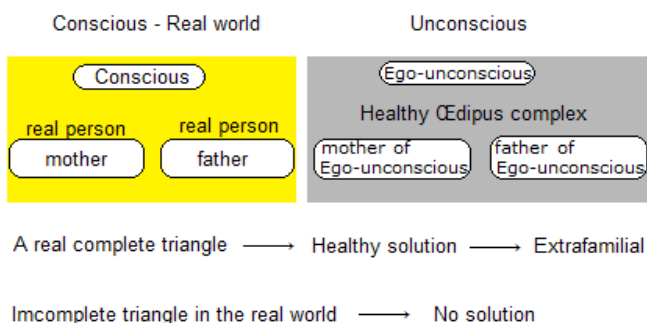 Conscious - Real world
Unconscious
Conscious
Ego-unconscious
Healthy Œdipus complex
real person
real person
mother
father
mother of
Ego-unconscious
father of
Ego-unconscious
A real complete triangle ⟶ Healthy solution ⟶ Extrafamilial
Imcomplete triangle in the real world ⟶ No solution